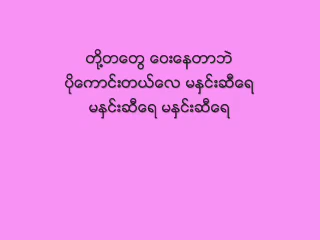 တို့တတွေ ဝေးနေတာဘဲ
ပိုကောင်းတယ်လေ မနှင်းဆီရေ
မနှင်းဆီရေ မနှင်းဆီရေ